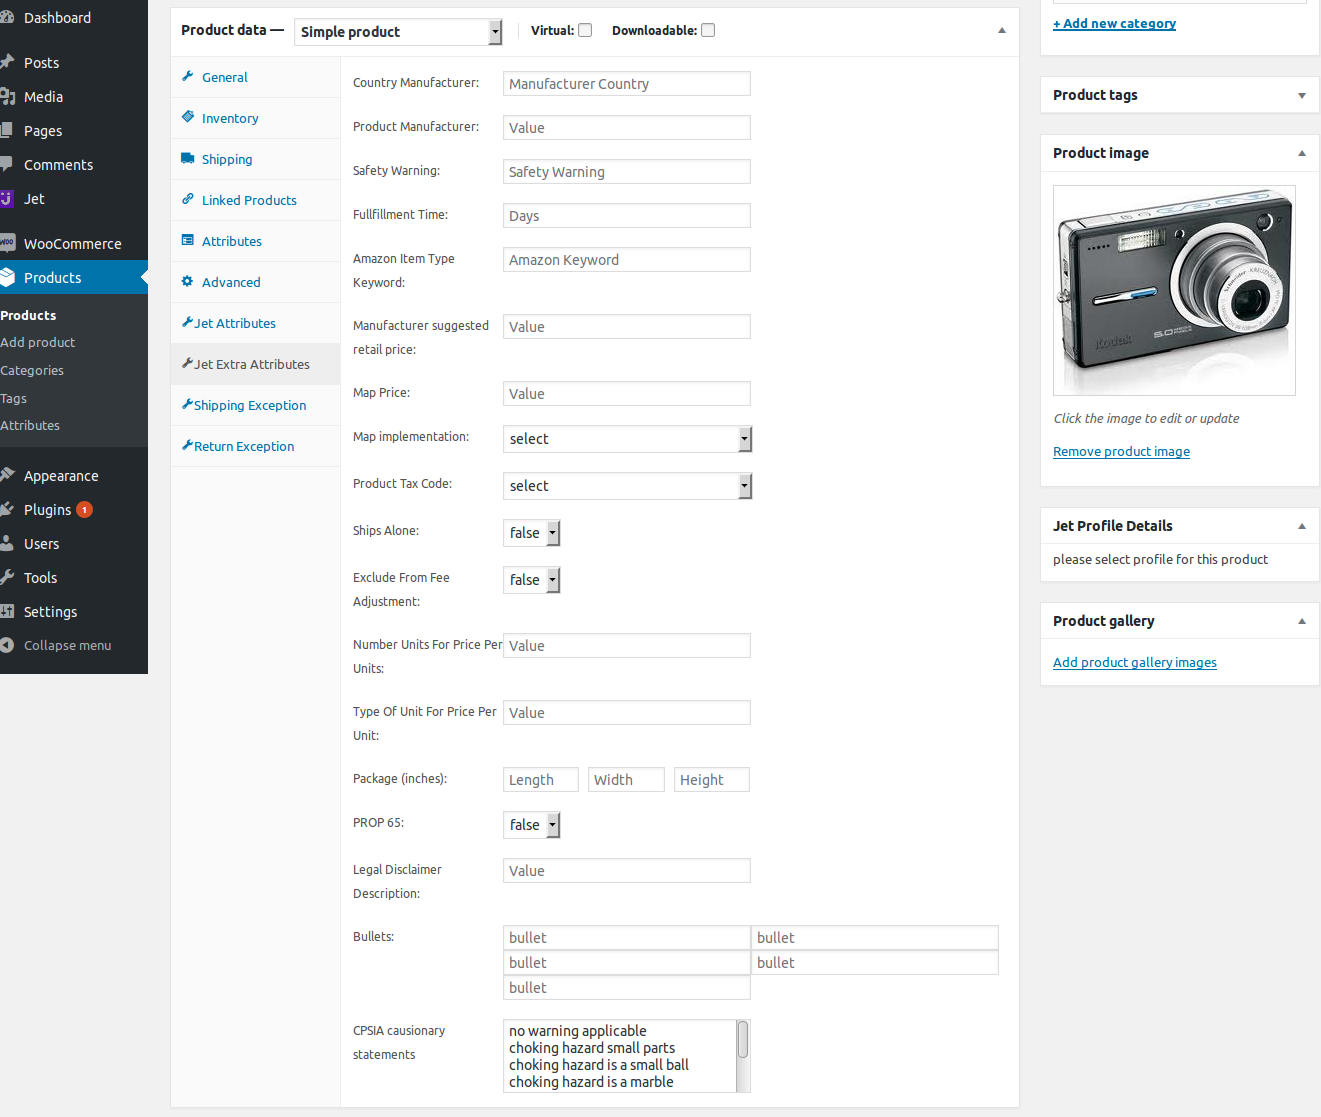 Dashboard
Posts
Media
Pages
Comments
Jet
WooCommerce
Products
Products
Add product
Categories
Tags
Attributes
Appearance
Plugins 1
Users
Tools
Settings
Collapse menu
Product data — Simple product Virtual: Downloadable:
General
Inventory
Shipping
Linked Products
Attributes
Advanced
Jet Attributes
Jet Extra Attributes
Shipping Exception
Return Exception
Country Manufacturer: Manufacturer Country
Product Manufacturer: Value
Safety Warning: Safety Warning
Fullfillment Time: Days
Amazon Item Type
Keyword: Amazon Keyword
Manufacturer suggested
retail price: Value
Map Price: Value
Map implementation: select
Product Tax Code: select
Ships Alone: false
Exclude From Fee
Adjustment: false
Number Units For Price Per
Units: Value
Type Of Unit For Price Per
Unit: Value
Package (inches): Length Width Height
PROP 65: false
Legal Disclaimer
Description: Value
Bullets: bullet bullet
bullet bullet
bullet
CPSIA causionary
statements
no warning applicable
choking hazard small parts
choking hazard is a small ball
choking hazard is a marble
+ Add new category
Product tags
Product image
Schneider KREUZNACH
Kodak 5.0
Click the image to edit or update
Remove product image
Jet Profile Details
please select profile for this product
Product gallery
Add product gallery images